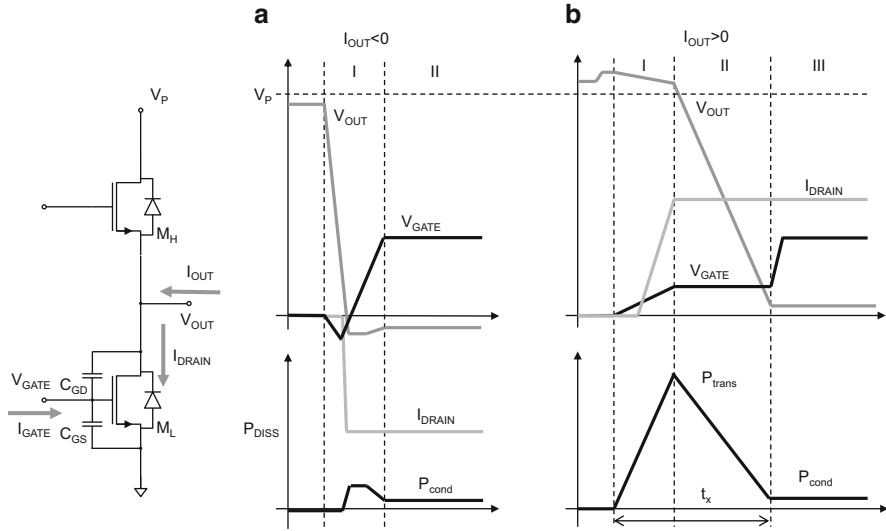 a
b
I_OUT<0
I_OUT>0
I
II
I
II
III
V_P
V_P
V_OUT
V_OUT
I_DRAIN
V_GATE
V_GATE
M_H
I_OUT
V_OUT
I_DRAIN
V_GATE
C_GD
I_GATE
C_GS
M_L
P_DISS
I_DRAIN
P_cond
P_trans
P_cond
t_x